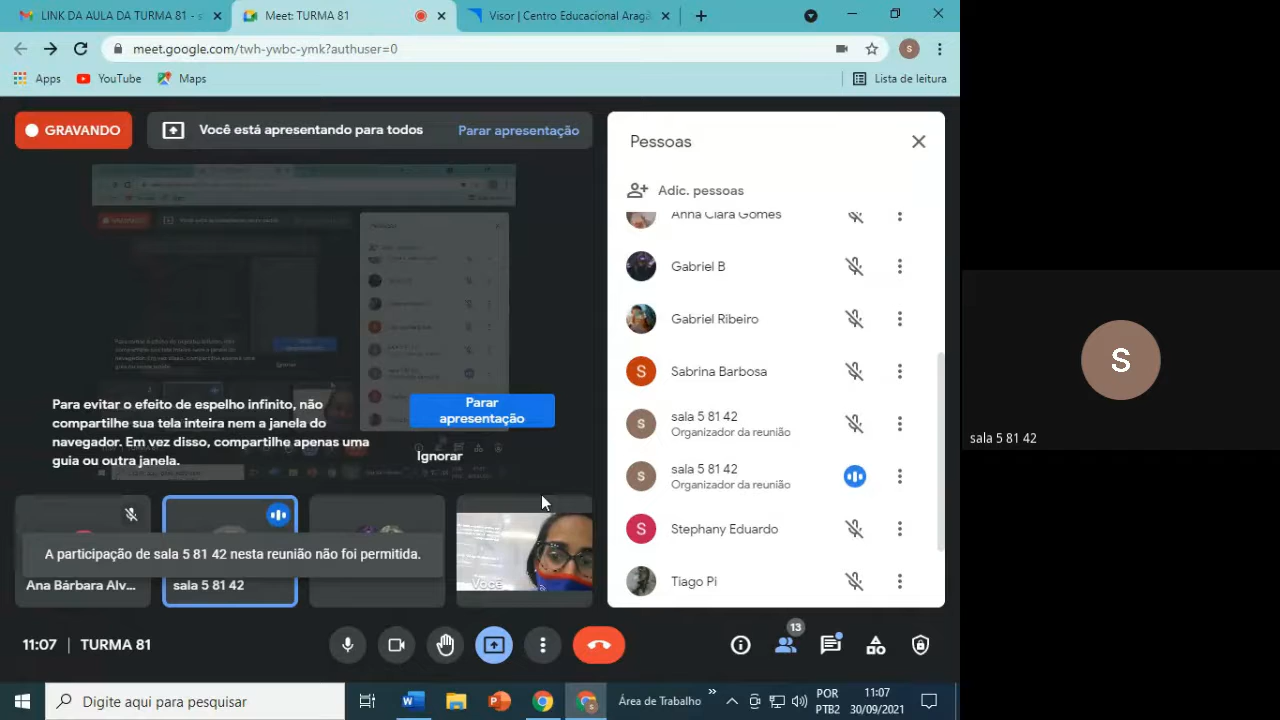 LINK DA AULA DA TURMA 81 - s
Meet: TURMA 81
Visor | Centro Educacional Aragã
meet.google.com/twh-ywbc-ymk?authuser=0
S
Apps
YouTube
Maps
Lista de leitura
GRAVANDO
Você está apresentando para todos
Parar apresentação
Para evitar o efeito de espelho infinito, não
compartilhe sua tela inteira nem a janela do
navegador. Em vez disso, compartilhe apenas uma
guia ou outra janela.
Parar
apresentação
Ignorar
A participação de sala 5 81 42 nesta reunião não foi permitida.
Ana Bárbara Alv...
sala 5 81 42
Você
Pessoas
Adic. pessoas
Anna Clara Gomes
Gabriel B
Gabriel Ribeiro
S
Sabrina Barbosa
S
sala 5 81 42
Organizador da reunião
S
sala 5 81 42
Organizador da reunião
S
Stephany Eduardo
Tiago Pi
11:07 | TURMA 81
13
Digite aqui para pesquisar
Área de Trabalho
POR
PTB2
11:07
30/09/2021
S
sala 5 81 42